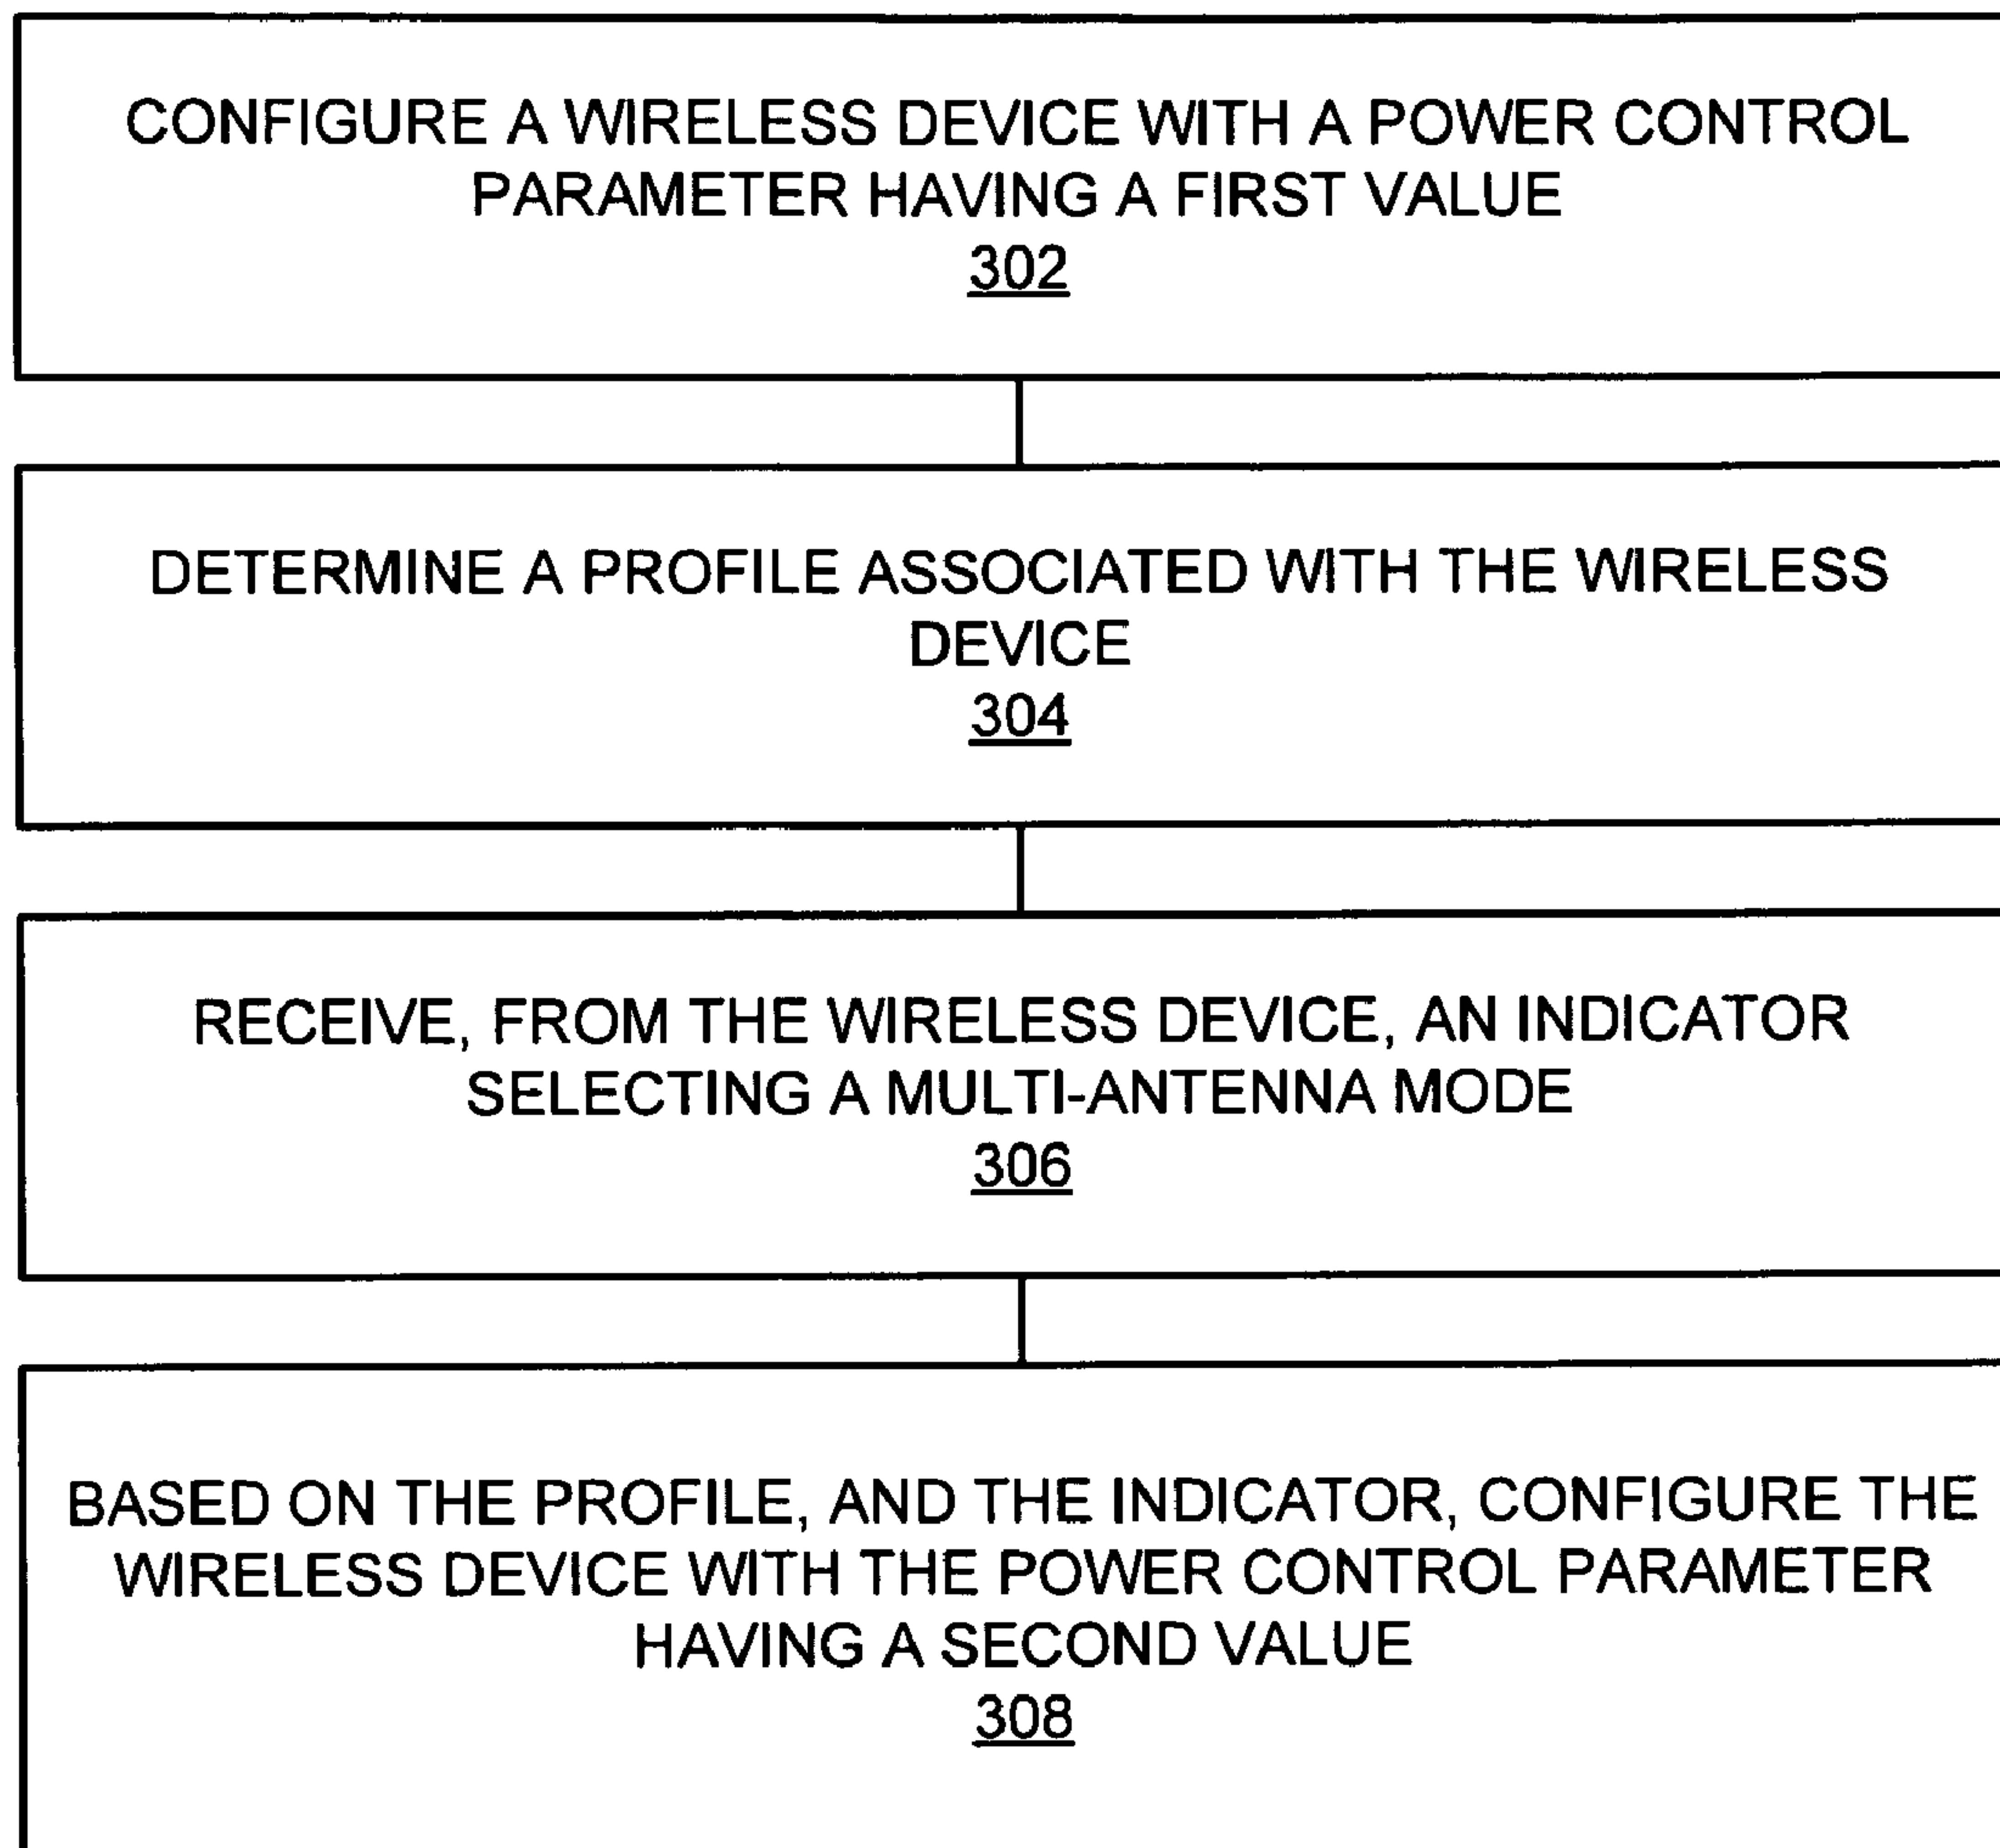 CONFIGURE A WIRELESS DEVICE WITH A POWER CONTROL
PARAMETER HAVING A FIRST VALUE
302
DETERMINE A PROFILE ASSOCIATED WITH THE WIRELESS
DEVICE
304
RECEIVE, FROM THE WIRELESS DEVICE, AN INDICATOR
SELECTING A MULTI-ANTENNA MODE
306
BASED ON THE PROFILE, AND THE INDICATOR, CONFIGURE THE
WIRELESS DEVICE WITH THE POWER CONTROL PARAMETER
HAVING A SECOND VALUE
308